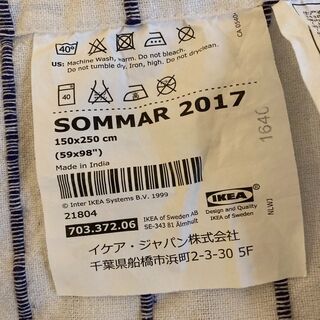 40°
US: Machine Wash, warm. Do not bleach.
Do not tumble dry. Iron, high. Do not dryclean.
40
SOMMAR 2017
150x250 cm
(59x98")
Made in India
© Inter IKEA Systems B.V. 1999
21804
703.372.06
IKEA of Sweden AB
SE-343 81 Älmhult
IKEA
Design and Quality
IKEA of Sweden
イケア・ジャパン株式会社
千葉県船橋市浜町2-3-30 5F
1640
NLW1